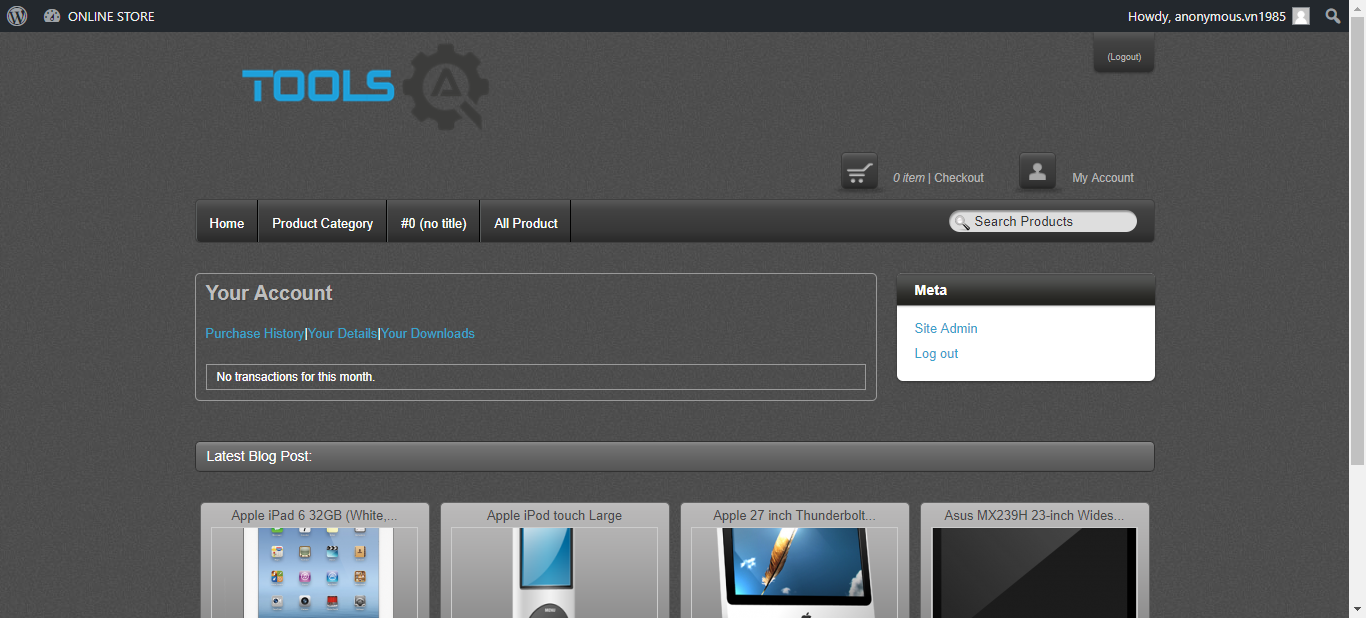 ONLINE STORE
Howdy, anonymous.vn1985
(Logout)
TOOLS
0 item | Checkout
My Account
Home
Product Category
#0 (no title)
All Product
Search Products
Your Account
Meta
Purchase History|Your Details|Your Downloads
Site Admin
Log out
No transactions for this month.
Latest Blog Post:
Apple iPad 6 32GB (White,...
Apple iPod touch Large
Apple 27 inch Thunderbolt...
Asus MX239H 23-inch Wides...
MENU